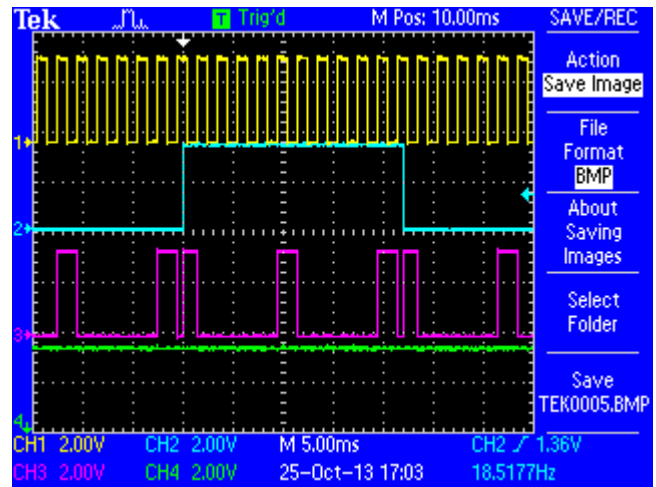 Tek T Trig'd M Pos: 10.00ms SAVE/REC
Action
Save Image
File
Format
BMP
About
Saving
Images
Select
Folder
Save
TEK0005.BMP
1
2
3
4
CH1 2.00V CH2 2.00V M 5.00ms CH2 / 1.36V
CH3 2.00V CH4 2.00V 25-Oct-13 17:03 18.5177Hz